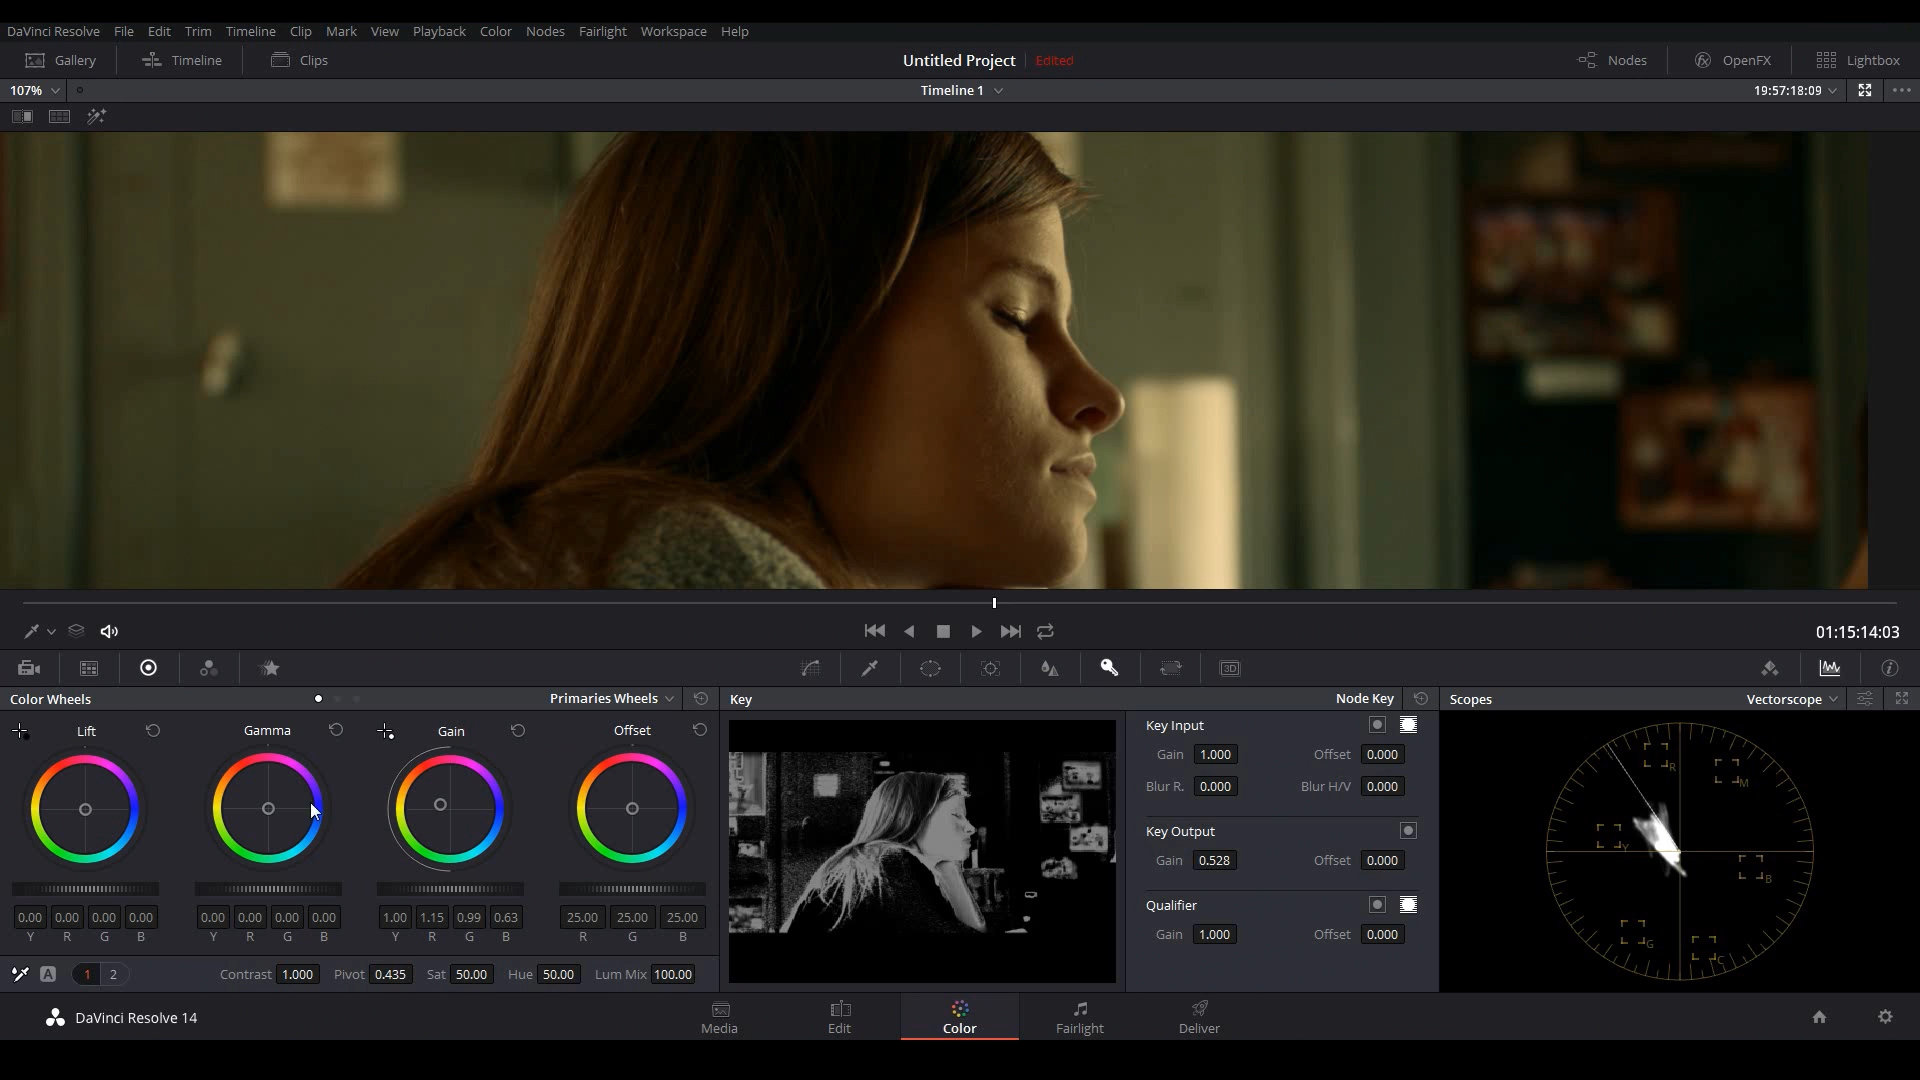 DaVinci Resolve File Edit Trim Timeline Clip Mark View Playback Color Nodes Fairlight Workspace Help
Gallery Timeline Clips Untitled Project Edited Nodes OpenFX Lightbox
107% Timeline 1 19:57:18:09
01:15:14:03
3D
Color Wheels Primaries Wheels Key Node Key Scopes Vectorscope
Lift Gamma Gain Offset
0.00 0.00 0.00 0.00 0.00 0.00 0.00 0.00 1.00 1.15 0.99 0.63 25.00 25.00 25.00
Y R G B Y R G B Y R G B R G B
A 1 2 Contrast 1.000 Pivot 0.435 Sat 50.00 Hue 50.00 Lum Mix 100.00
Key Input
Gain 1.000 Offset 0.000
Blur R. 0.000 Blur H/V 0.000
Key Output
Gain 0.528 Offset 0.000
Qualifier
Gain 1.000 Offset 0.000
R
M
Y
B
G
C
DaVinci Resolve 14 Media Edit Color Fairlight Deliver